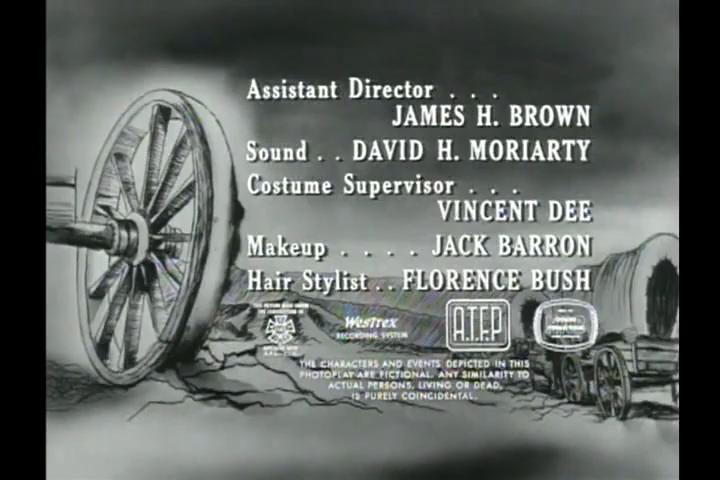 Assistant Director . . .
JAMES H. BROWN
Sound . . DAVID H. MORIARTY
Costume Supervisor . . .
VINCENT DEE
Makeup . . . . JACK BARRON
Hair Stylist . . FLORENCE BUSH
WESTREX
RECORDING SYSTEM
A.T.F.P.
THE CHARACTERS AND EVENTS DEPICTED IN THIS
PHOTOPLAY ARE FICTIONAL. ANY SIMILARITY TO
ACTUAL PERSONS, LIVING OR DEAD,
IS PURELY COINCIDENTAL.